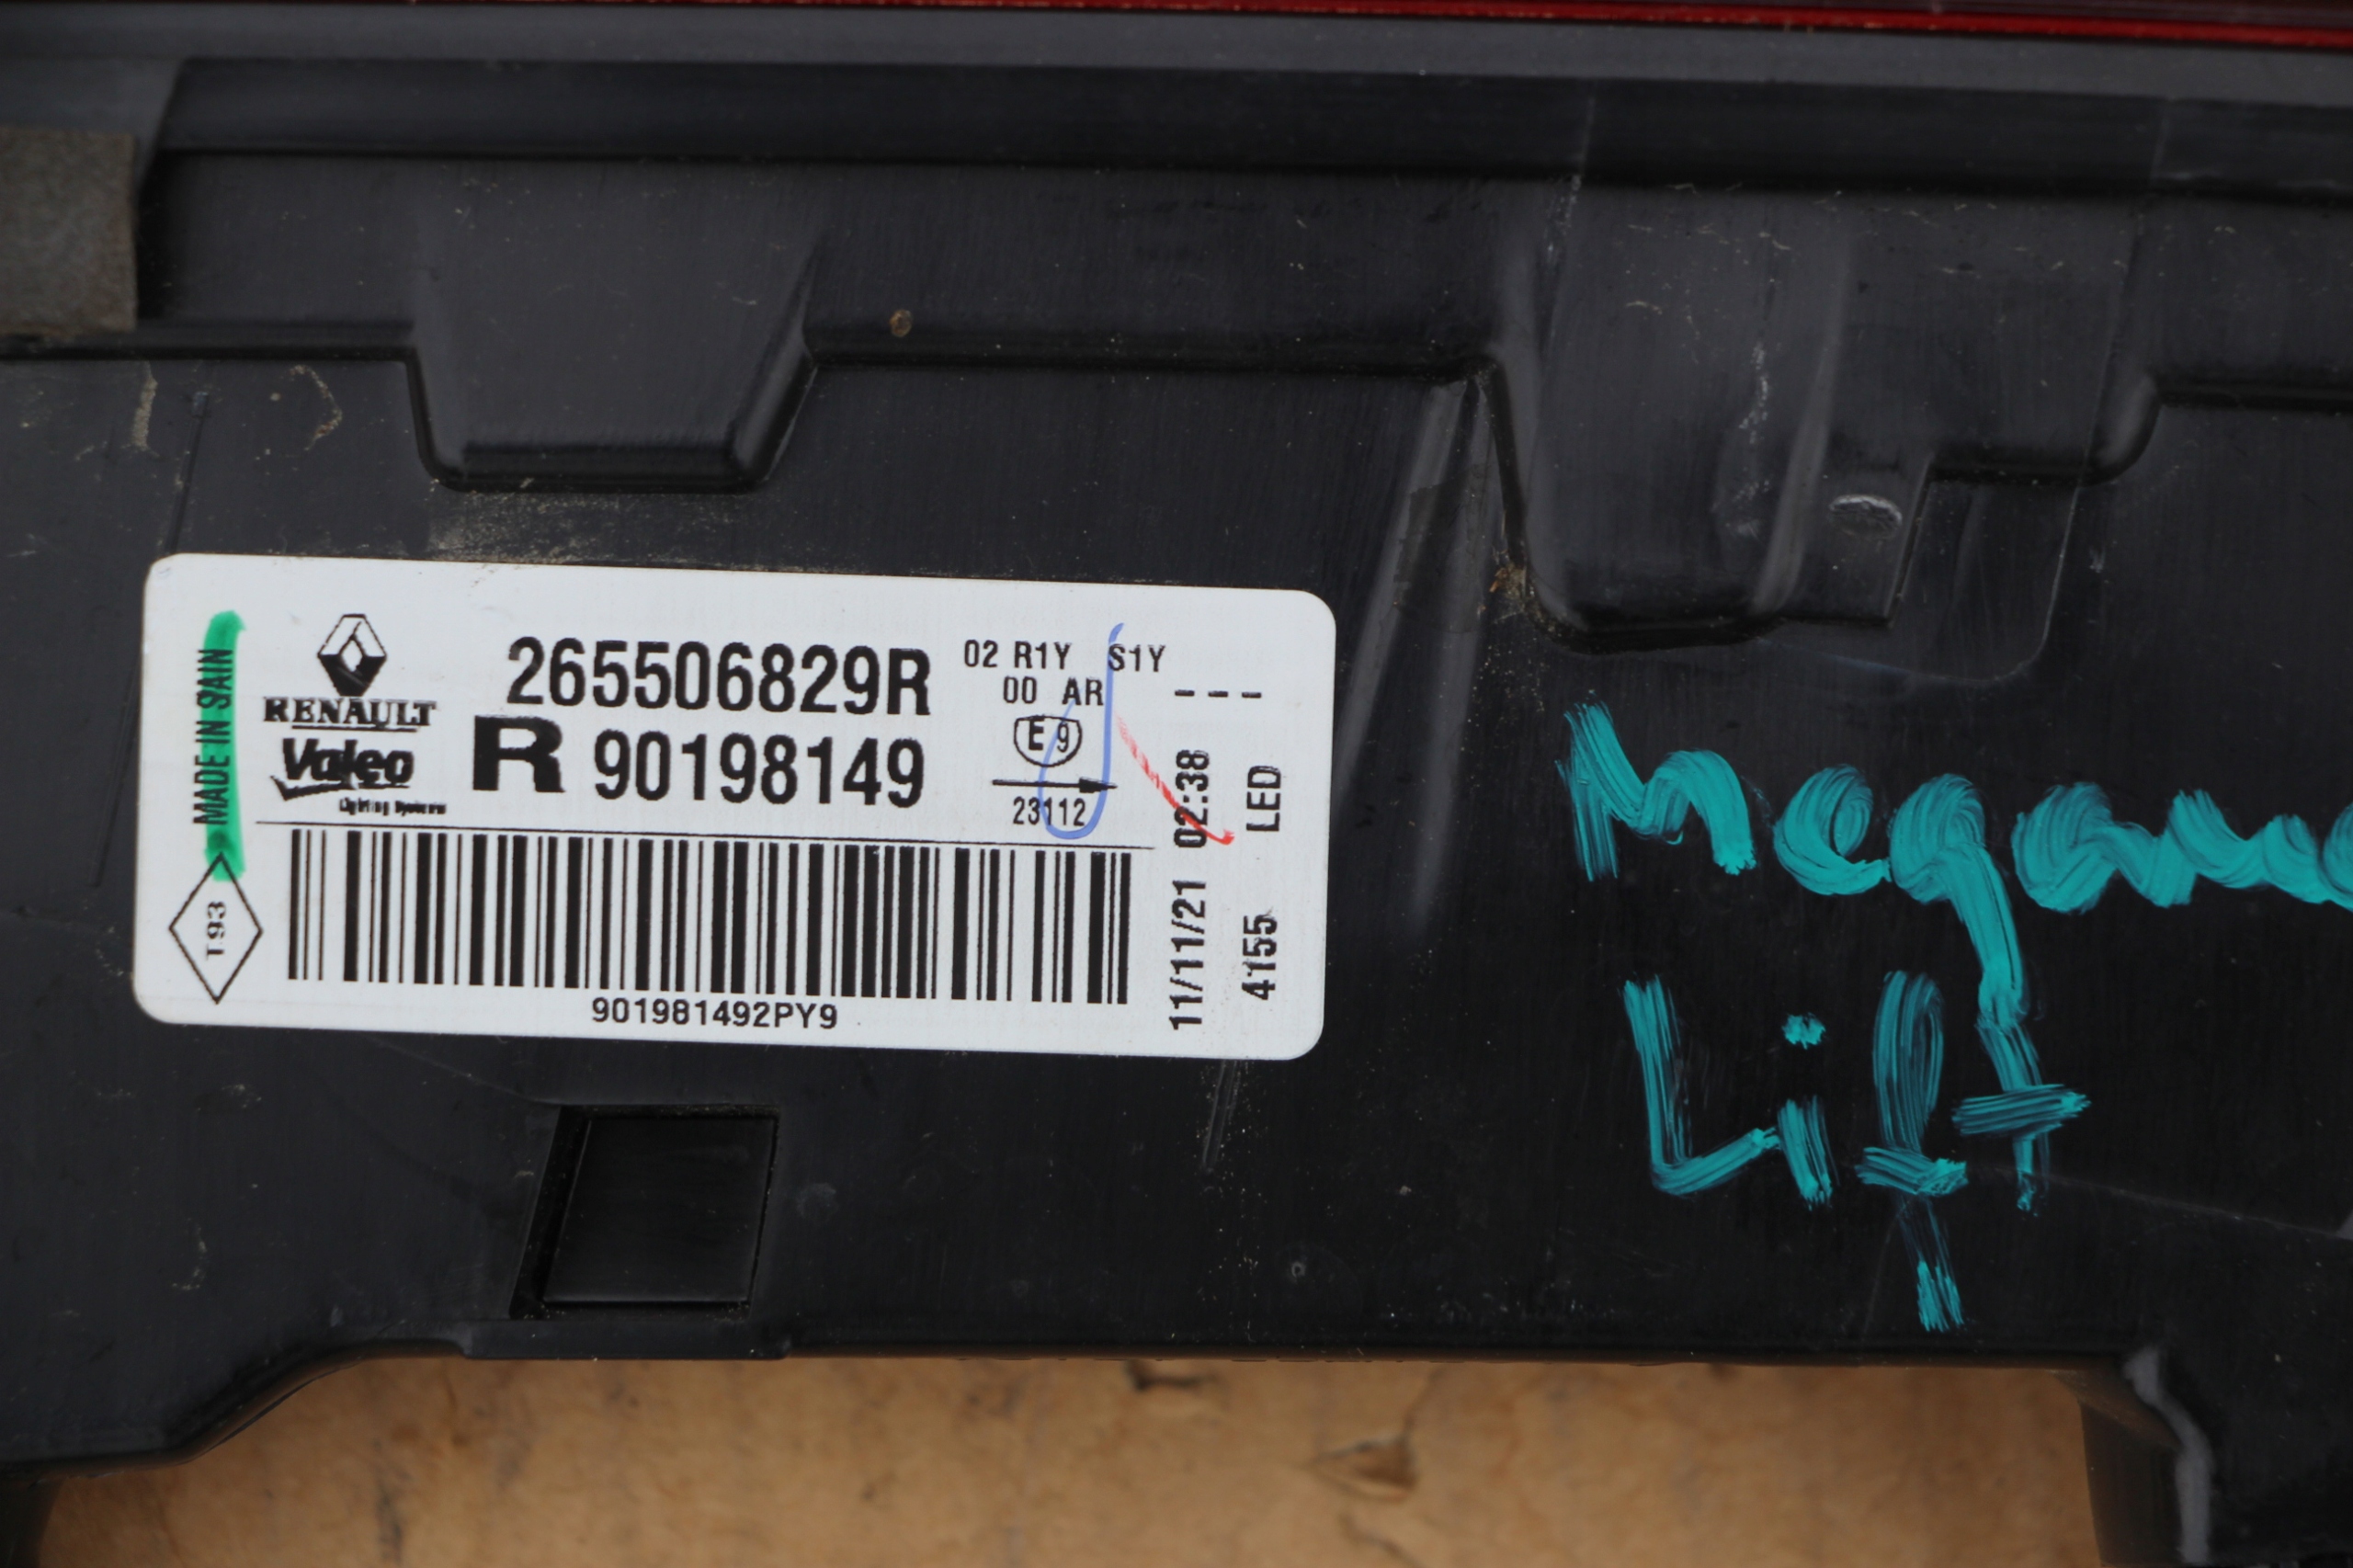 MADE IN SPAIN
T93
RENAULT
Valeo
Lighting Systems
265506829R
R 90198149
02 R1Y S1Y
00 AR ---
E9
23112
901981492PY9
11/11/21 02:38
4155 LED
Megane
Lift